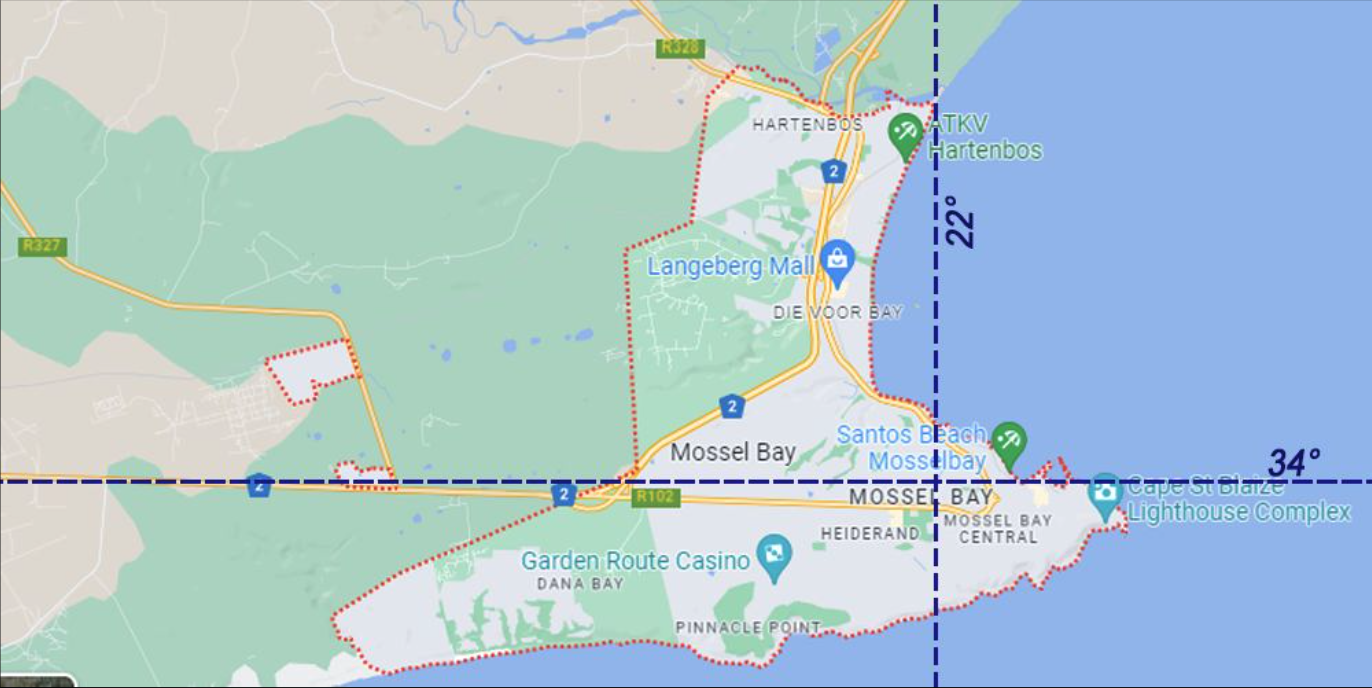 R328
HARTENBOS
ATKV
Hartenbos
2
22°
R327
Langeberg Mall
DIE VOOR BAY
2
Santos Beach
Mosselbay
Mossel Bay
34°
2
2
R102
MOSSEL BAY
Cape St Blaize
Lighthouse Complex
HEIDERAND
MOSSEL BAY
CENTRAL
Garden Route Casino
DANA BAY
PINNACLE POINT